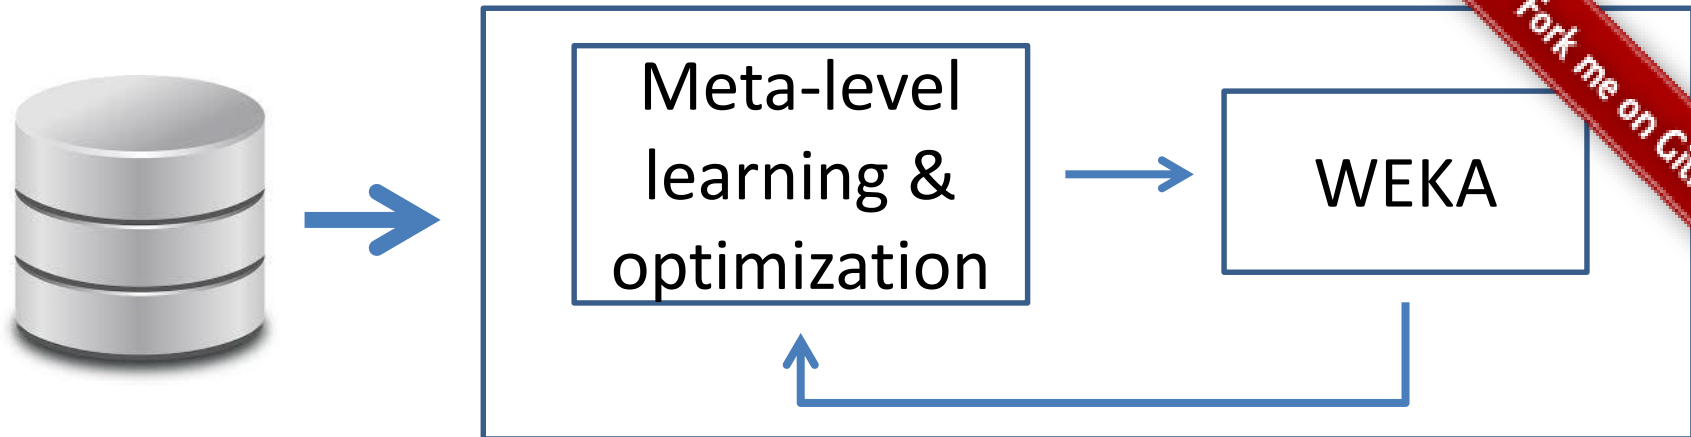 Meta-level
learning &
optimization
WEKA
Fork me on